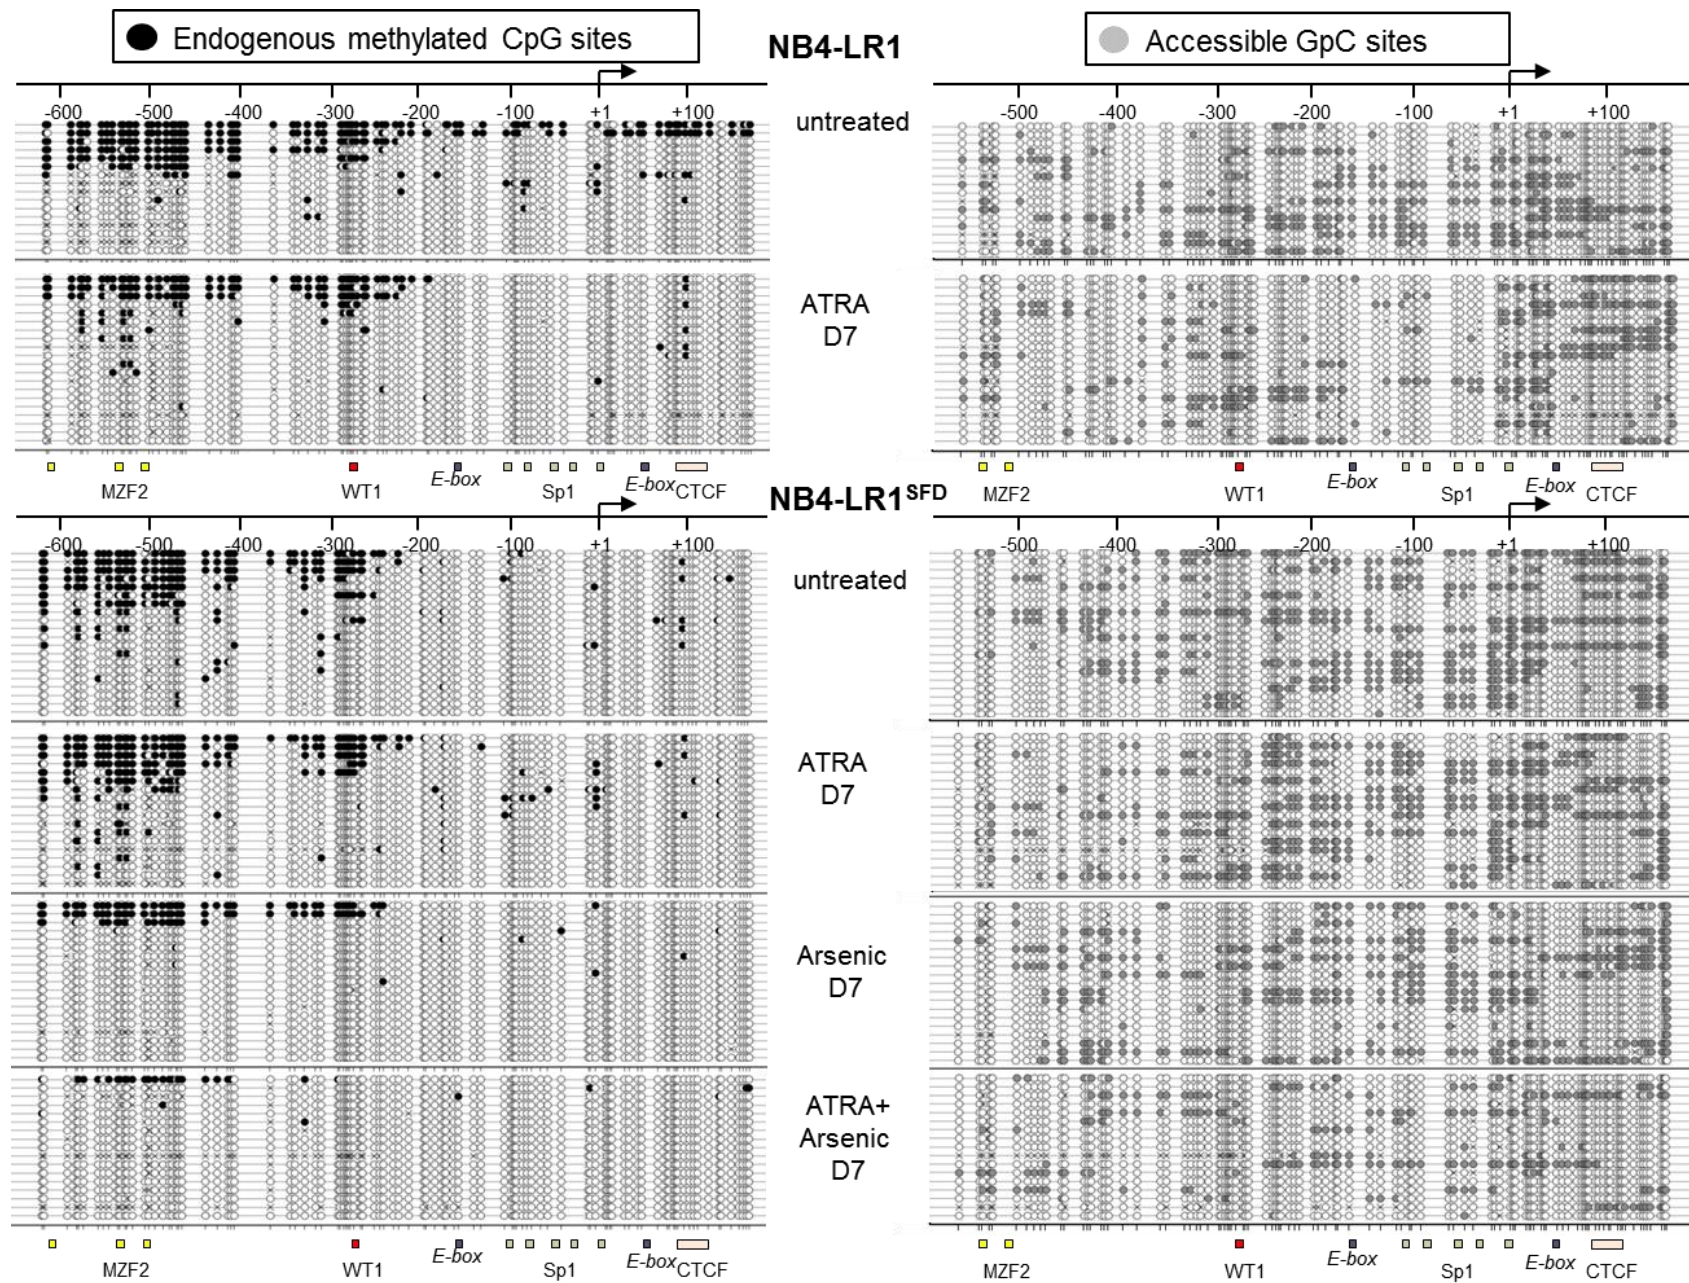 Endogenous methylated CpG sites
NB4-LR1
Accessible GpC sites
-600 -500 -400 -300 -200 -100 +1 +100
untreated
-500 -400 -300 -200 -100 +1 +100
ATRA
D7
MZF2 WT1 E-box Sp1 E-box CTCF
MZF2 WT1 E-box Sp1 E-box CTCF
NB4-LR1SFD
-600 -500 -400 -300 -200 -100 +1 +100
untreated
-500 -400 -300 -200 -100 +1 +100
ATRA
D7
Arsenic
D7
ATRA+
Arsenic
D7
MZF2 WT1 E-box Sp1 E-box CTCF
MZF2 WT1 E-box Sp1 E-box CTCF